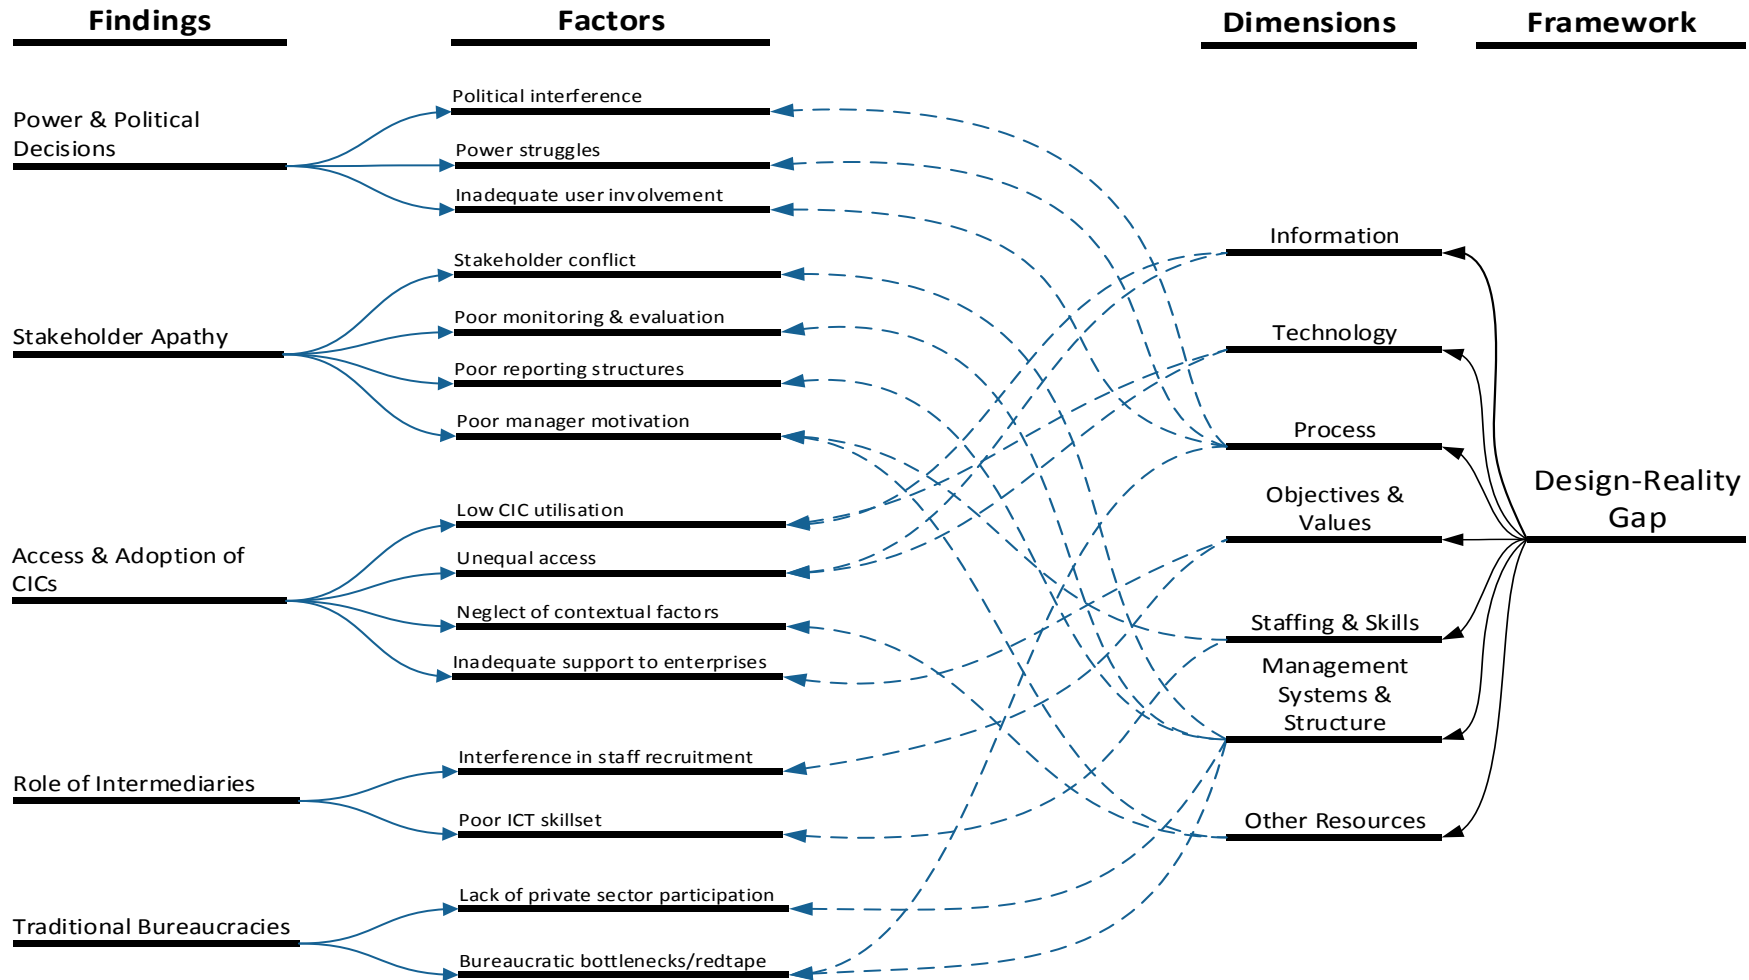 Findings
Factors
Dimensions
Framework
Power & Political
Decisions
Political interference
Power struggles
Inadequate user involvement
Stakeholder Apathy
Stakeholder conflict
Poor monitoring & evaluation
Poor reporting structures
Poor manager motivation
Access & Adoption of
CICs
Low CIC utilisation
Unequal access
Neglect of contextual factors
Inadequate support to enterprises
Role of Intermediaries
Interference in staff recruitment
Poor ICT skillset
Traditional Bureaucracies
Lack of private sector participation
Bureaucratic bottlenecks/redtape
Information
Technology
Process
Objectives &
Values
Staffing & Skills
Management
Systems &
Structure
Other Resources
Design-Reality
Gap